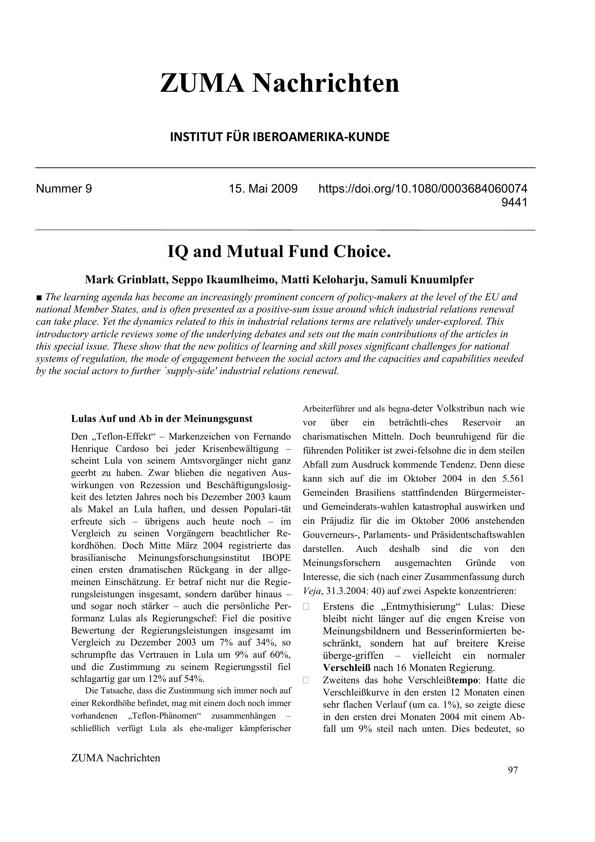 ZUMA Nachrichten
INSTITUT FÜR IBEROAMERIKA-KUNDE
Nummer 9 15. Mai 2009 https://doi.org/10.1080/0003684060074
9441
IQ and Mutual Fund Choice.
Mark Grinblatt, Seppo Ikaumlheimo, Matti Keloharju, Samuli Knuumlpfer
■ The learning agenda has become an increasingly prominent concern of policy-makers at the level of the EU and
national Member States, and is often presented as a positive-sum issue around which industrial relations renewal
can take place. Yet the dynamics related to this in industrial relations terms are relatively under-explored. This
introductory article reviews some of the underlying debates and sets out the main contributions of the articles in
this special issue. These show that the new politics of learning and skill poses significant challenges for national
systems of regulation, the mode of engagement between the social actors and the capacities and capabilities needed
by the social actors to further `supply-side' industrial relations renewal.
Lulas Auf und Ab in der Meinungsgunst
Den „Teflon-Effekt“ – Markenzeichen von Fernando
Henrique Cardoso bei jeder Krisenbewältigung –
scheint Lula von seinem Amtsvorgänger nicht ganz
geerbt zu haben. Zwar blieben die negativen Aus-
wirkungen von Rezession und Beschäftigungslosig-
keit des letzten Jahres noch bis Dezember 2003 kaum
als Makel an Lula haften, und dessen Populari-tät
erfreute sich – übrigens auch heute noch – im
Vergleich zu seinen Vorgängern beachtlicher Re-
kordhöhen. Doch Mitte März 2004 registrierte das
brasilianische Meinungsforschungsinstitut IBOPE
einen ersten dramatischen Rückgang in der allge-
meinen Einschätzung. Er betraf nicht nur die Regie-
rungsleistungen insgesamt, sondern darüber hinaus –
und sogar noch stärker – auch die persönliche Per-
formanz Lulas als Regierungschef: Fiel die positive
Bewertung der Regierungsleistungen insgesamt im
Vergleich zu Dezember 2003 um 7% auf 34%, so
schrumpfte das Vertrauen in Lula um 9% auf 60%,
und die Zustimmung zu seinem Regierungsstil fiel
schlagartig gar um 12% auf 54%.
Die Tatsache, dass die Zustimmung sich immer noch auf
einer Rekordhöhe befindet, mag mit einem doch noch immer
vorhandenen „Teflon-Phänomen“ zusammenhängen –
schließlich verfügt Lula als ehe-maliger kämpferischer
Arbeiterführer und als begna-deter Volkstribun nach wie
vor über ein beträchtli-ches Reservoir an
charismatischen Mitteln. Doch beunruhigend für die
führenden Politiker ist zwei-felsohne die in dem steilen
Abfall zum Ausdruck kommende Tendenz. Denn diese
kann sich auf die im Oktober 2004 in den 5.561
Gemeinden Brasiliens stattfindenden Bürgermeister-
und Gemeinderats-wahlen katastrophal auswirken und
ein Präjudiz für die im Oktober 2006 anstehenden
Gouverneurs-, Parlaments- und Präsidentschaftswahlen
darstellen. Auch deshalb sind die von den
Meinungsforschern ausgemachten Gründe von
Interesse, die sich (nach einer Zusammenfassung durch
Veja, 31.3.2004: 40) auf zwei Aspekte konzentrieren:
□ Erstens die „Entmythisierung“ Lulas: Diese
bleibt nicht länger auf die engen Kreise von
Meinungsbildnern und Besserinformierten be-
schränkt, sondern hat auf breitere Kreise
überge-griffen – vielleicht ein normaler
Verschleiß nach 16 Monaten Regierung.
□ Zweitens das hohe Verschleißtempo: Hatte die
Verschleißkurve in den ersten 12 Monaten einen
sehr flachen Verlauf (um ca. 1%), so zeigte diese
in den ersten drei Monaten 2004 mit einem Ab-
fall um 9% steil nach unten. Dies bedeutet, so
ZUMA Nachrichten
97